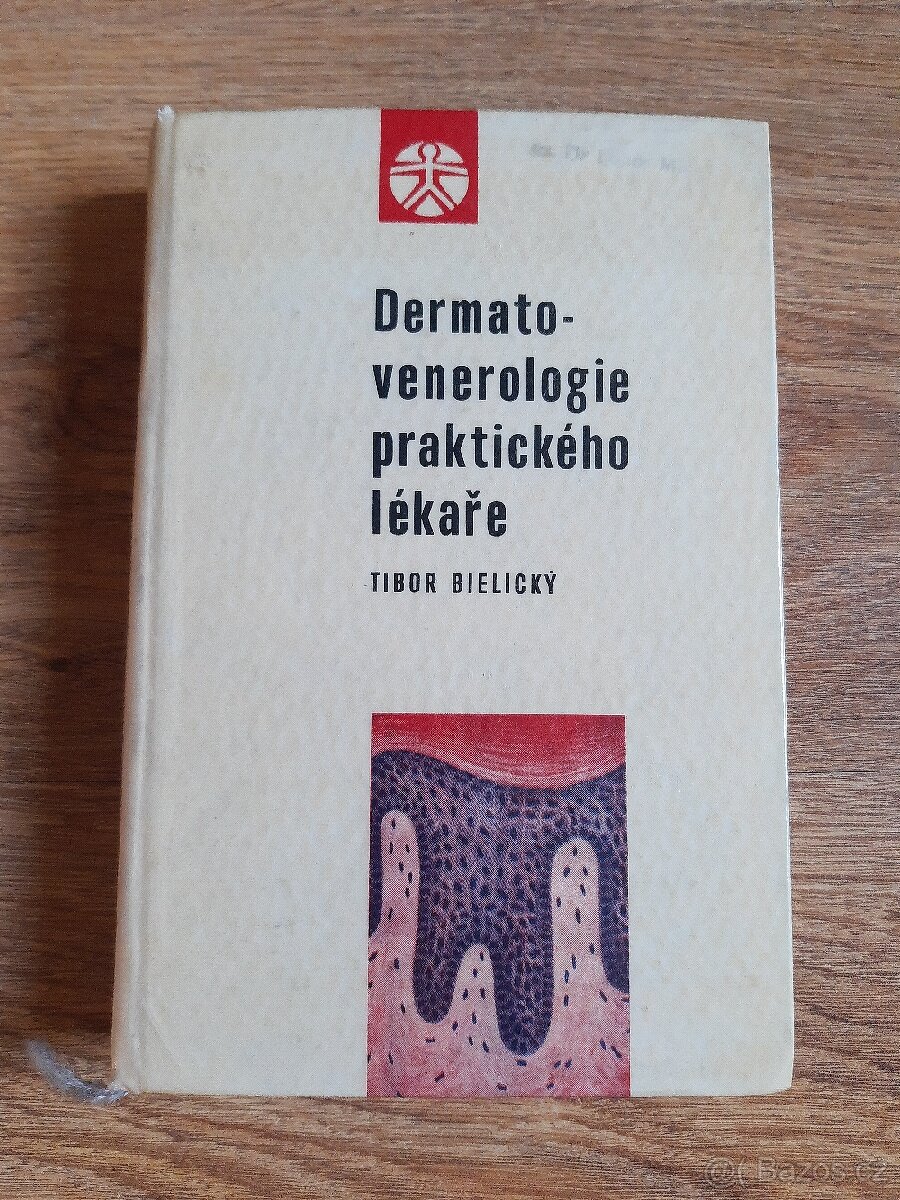 Dermato-
venerologie
praktického
lékaře
TIBOR BIELICKÝ
@( Bazos.cz